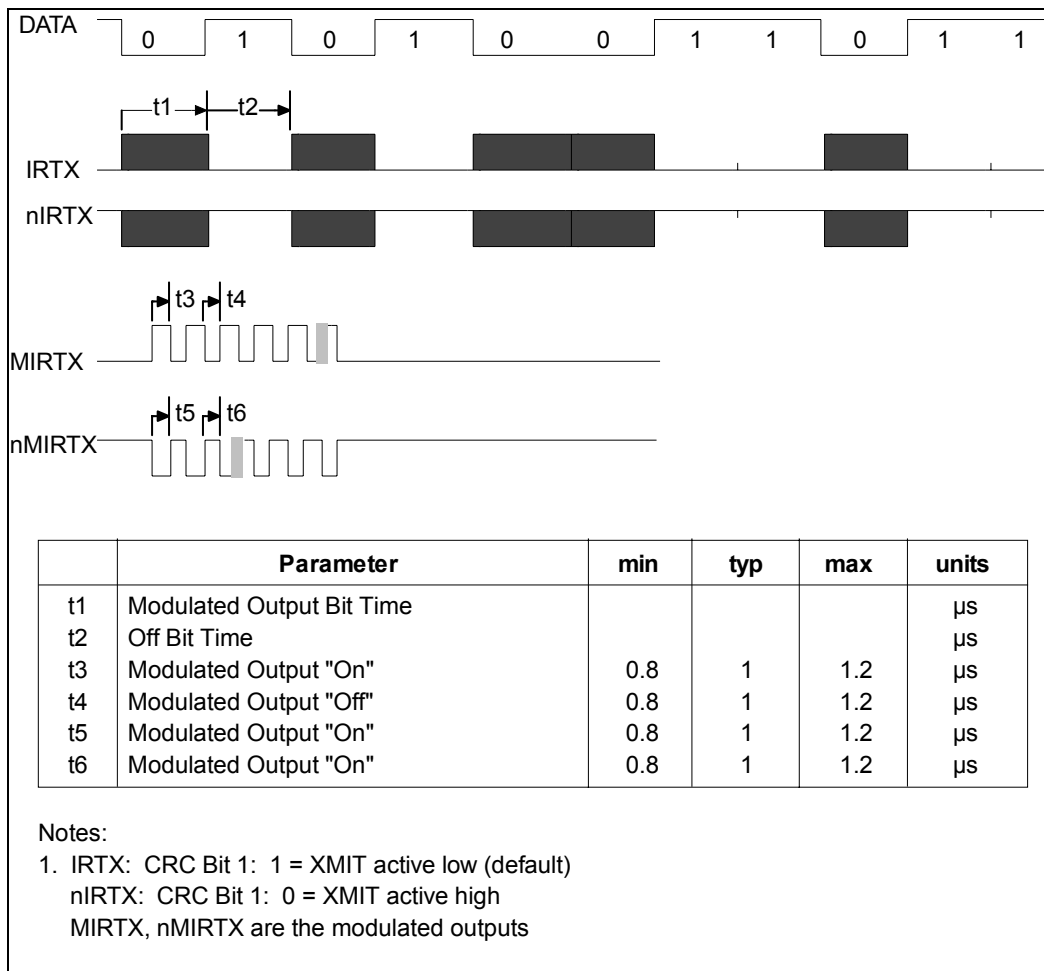 DATA 0 1 0 1 0 0 1 1 0 1 1
t1 t2
IRTX
nIRTX
t3 t4
MIRTX
t5 t6
nMIRTX
Parameter min typ max units
t1 Modulated Output Bit Time µs
t2 Off Bit Time µs
t3 Modulated Output "On" 0.8 1 1.2 µs
t4 Modulated Output "Off" 0.8 1 1.2 µs
t5 Modulated Output "On" 0.8 1 1.2 µs
t6 Modulated Output "On" 0.8 1 1.2 µs
Notes:
1. IRTX: CRC Bit 1: 1 = XMIT active low (default)
nIRTX: CRC Bit 1: 0 = XMIT active high
MIRTX, nMIRTX are the modulated outputs